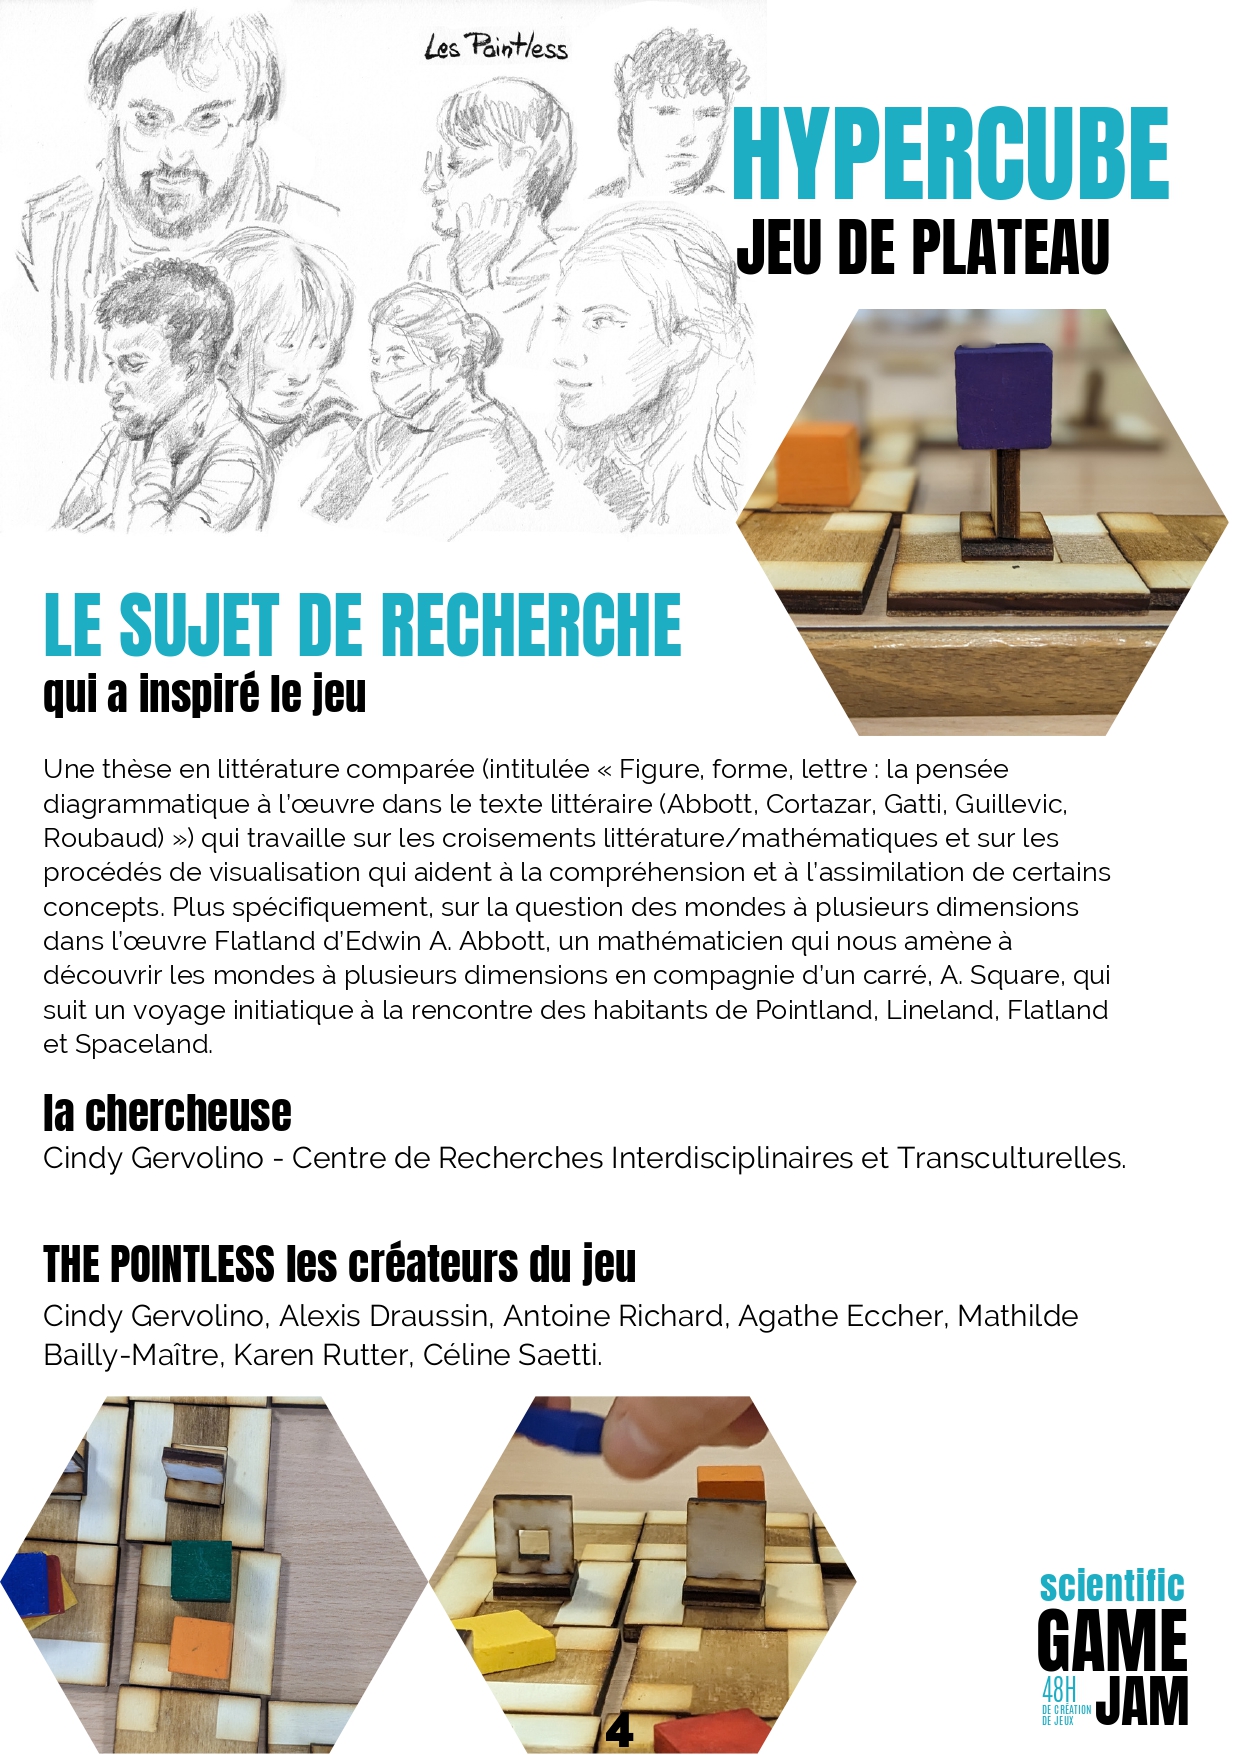 Les Pointless
HYPERCUBE
JEU DE PLATEAU
LE SUJET DE RECHERCHE
qui a inspiré le jeu
Une thèse en littérature comparée (intitulée « Figure, forme, lettre : la pensée
diagrammatique à l'œuvre dans le texte littéraire (Abbott, Cortazar, Gatti, Guillevic,
Roubaud) ») qui travaille sur les croisements littérature/mathématiques et sur les
procédés de visualisation qui aident à la compréhension et à l'assimilation de certains
concepts. Plus spécifiquement, sur la question des mondes à plusieurs dimensions
dans l'œuvre Flatland d'Edwin A. Abbott, un mathématicien qui nous amène à
découvrir les mondes à plusieurs dimensions en compagnie d'un carré, A. Square, qui
suit un voyage initiatique à la rencontre des habitants de Pointland, Lineland, Flatland
et Spaceland.
la chercheuse
Cindy Gervolino - Centre de Recherches Interdisciplinaires et Transculturelles.
THE POINTLESS les créateurs du jeu
Cindy Gervolino, Alexis Draussin, Antoine Richard, Agathe Eccher, Mathilde
Bailly-Maître, Karen Rutter, Céline Saetti.
scientific
GAME
JAM
48H
DE CRÉATION
DE JEUX
4